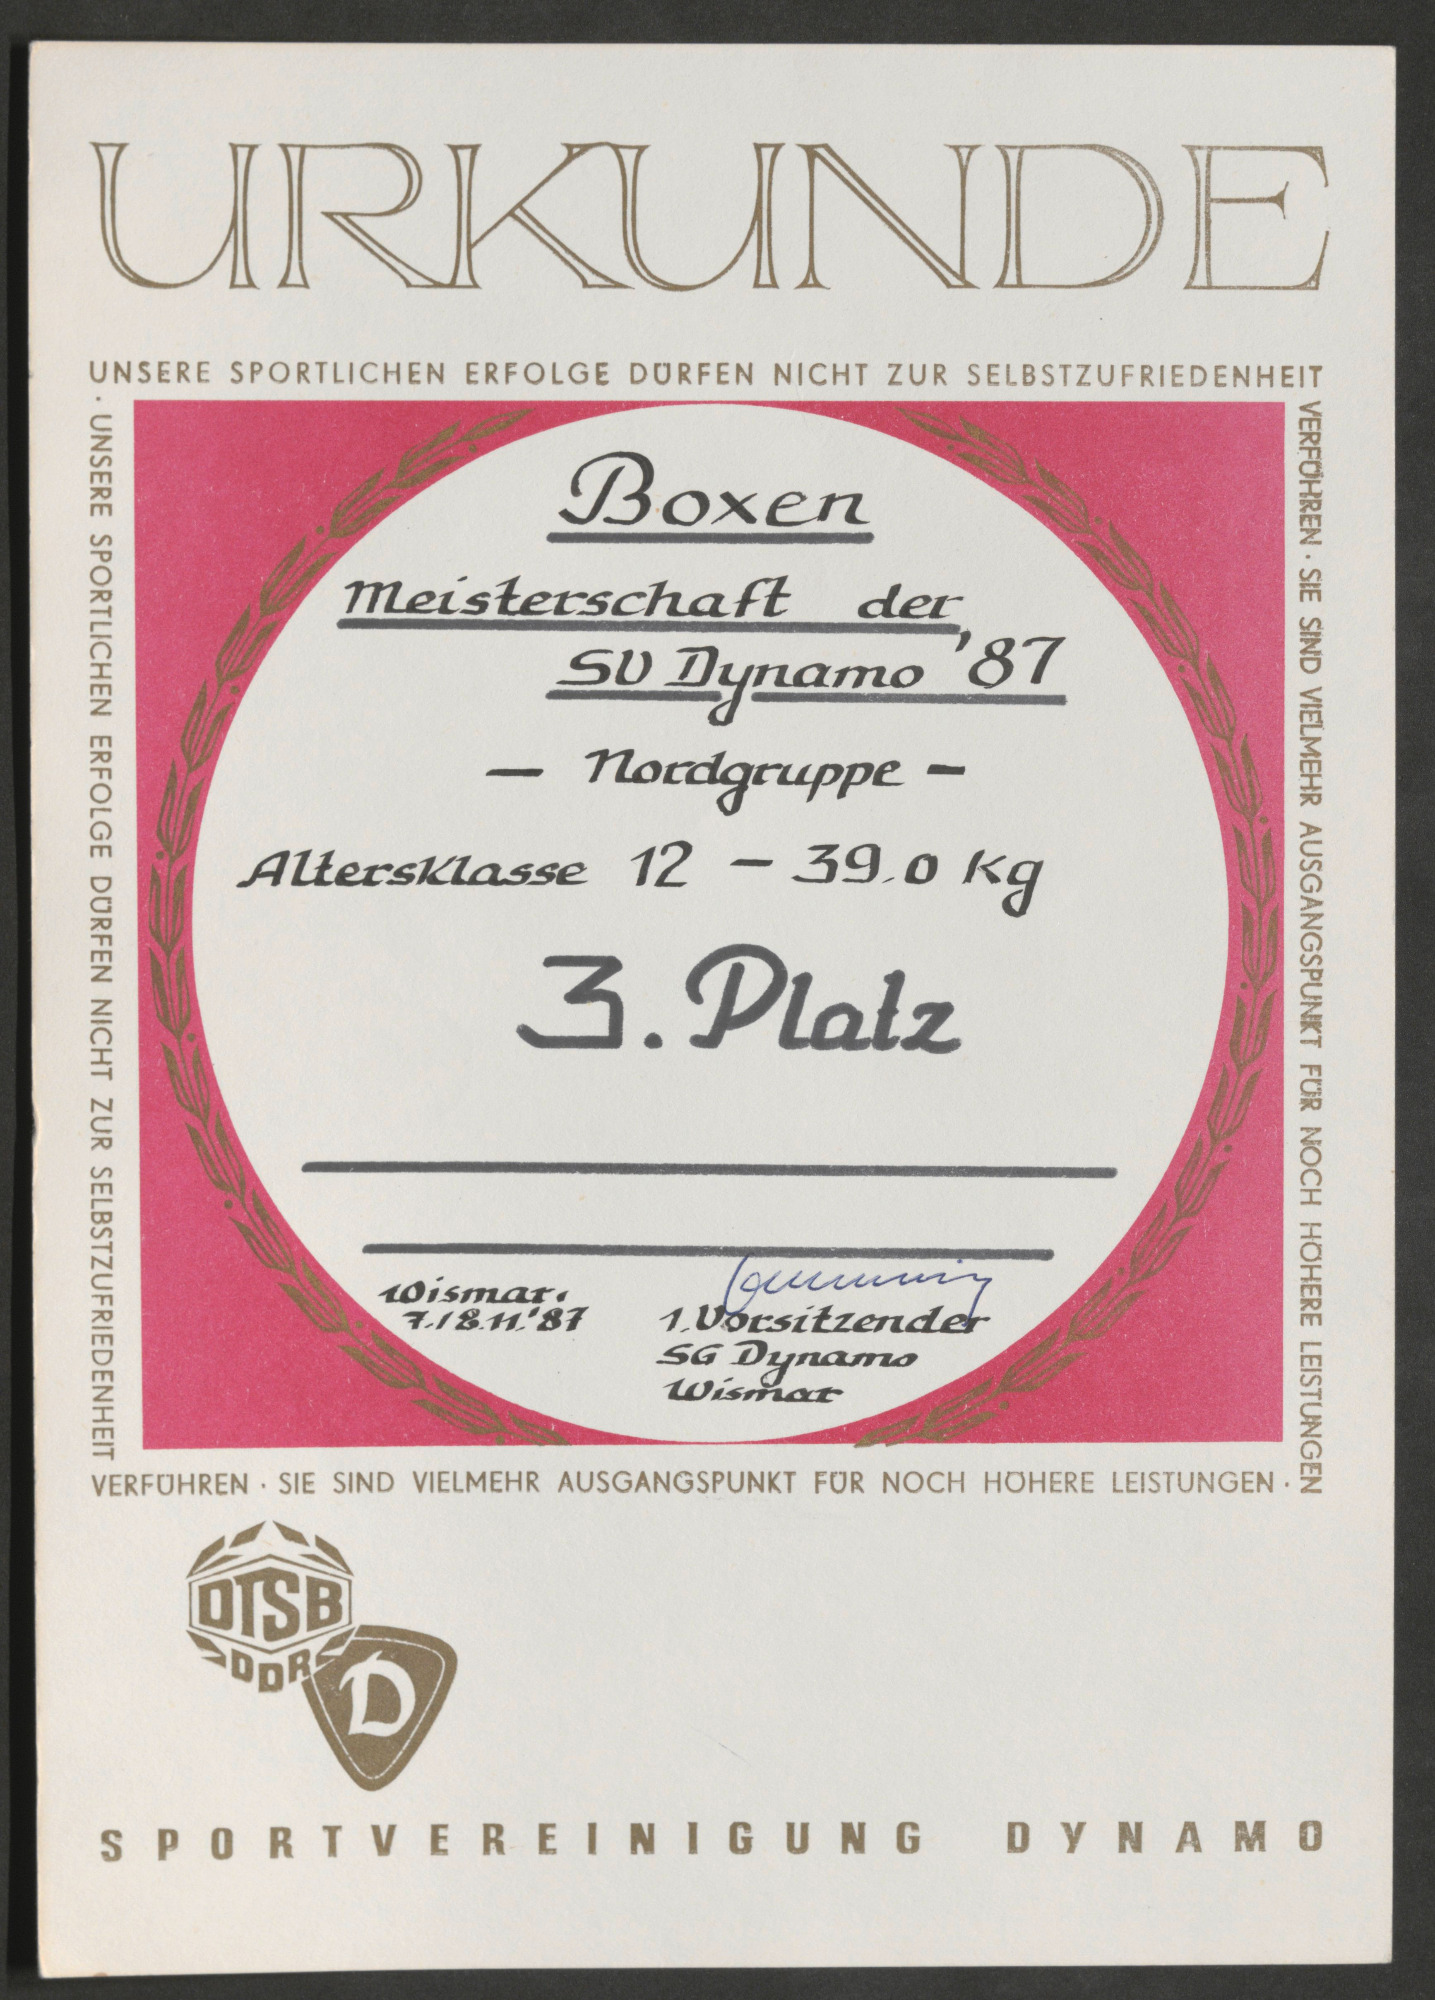 URKUNDE
UNSERE SPORTLICHEN ERFOLGE DÜRFEN NICHT ZUR SELBSTZUFRIEDENHEIT
VERFÜHREN · SIE SIND VIELMEHR AUSGANGSPUNKT FÜR NOCH HÖHERE LEISTUNGEN
· UNSERE SPORTLICHEN ERFOLGE DÜRFEN NICHT ZUR SELBSTZUFRIEDENHEIT
VERFÜHREN · SIE SIND VIELMEHR AUSGANGSPUNKT FÜR NOCH HÖHERE LEISTUNGEN ·
Boxen
Meisterschaft der
SV Dynamo '87
– Nordgruppe –
Altersklasse 12 – 39,0 kg
3. Platz
Wismar,
7./8.11.'87
1. Vorsitzender
SG Dynamo
Wismar
DTSB
DDR
D
SPORTVEREINIGUNG DYNAMO